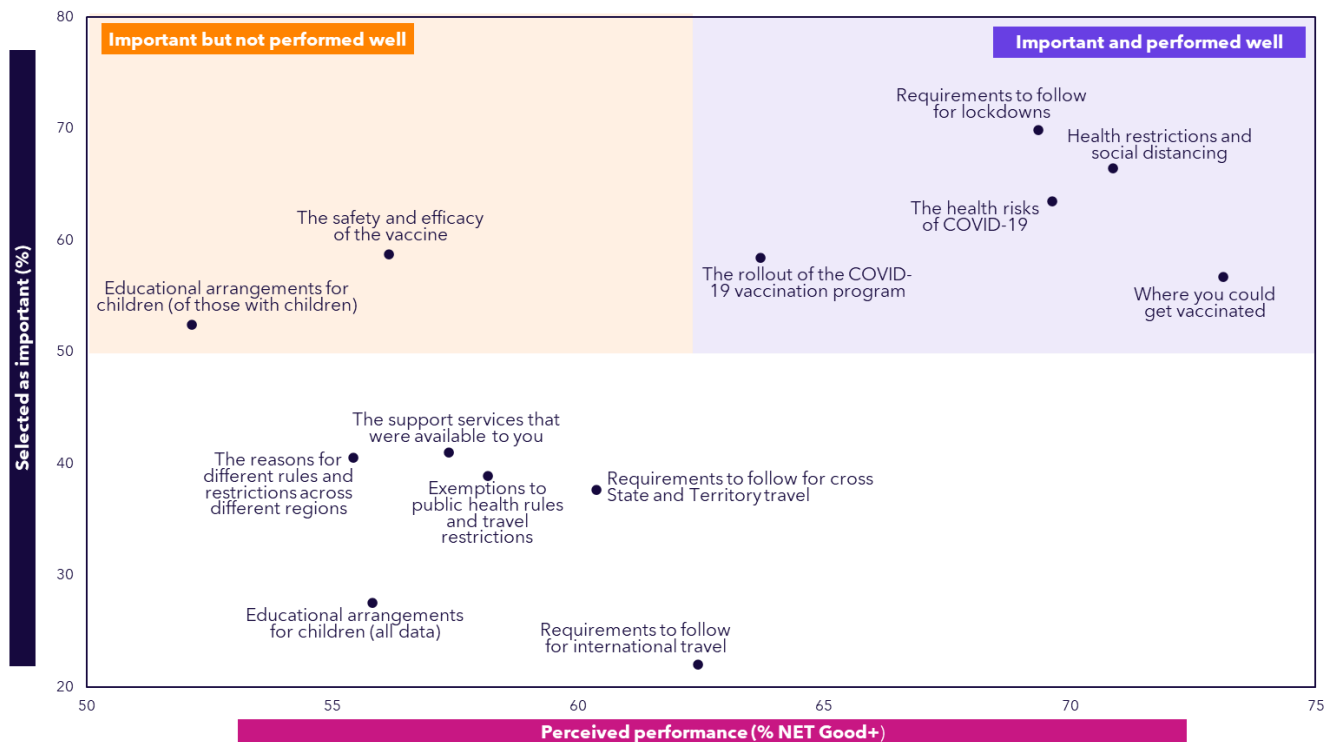 80
Important but not performed well
Important and performed well
Requirements to follow
for lockdowns
70
Health restrictions and
social distancing
The health risks
of COVID-19
The safety and efficacy
of the vaccine
60
The rollout of the COVID-
19 vaccination program
Educational arrangements for
children (of those with children)
Where you could
get vaccinated
50
The support services that
were available to you
40
The reasons for
different rules and
restrictions across
different regions
Exemptions to
public health rules
and travel
restrictions
Requirements to follow for cross
State and Territory travel
30
Educational arrangements
for children (all data)
Requirements to follow
for international travel
20
Selected as important (%)
50
55
60
65
70
75
Perceived performance (% NET Good+)